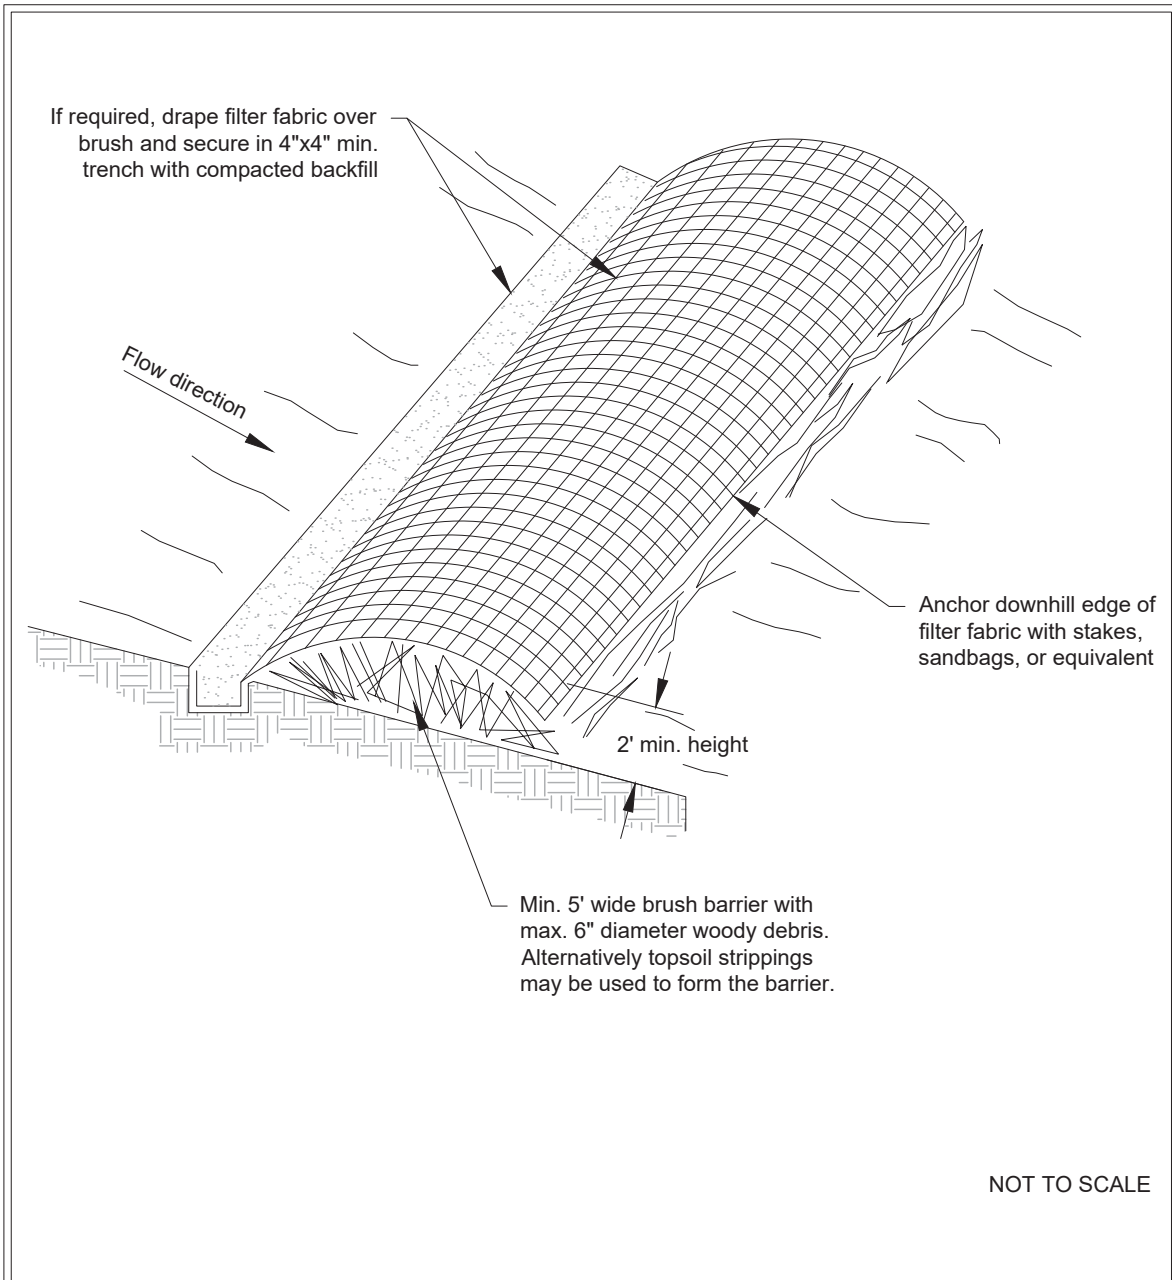 If required, drape filter fabric over
brush and secure in 4"x4" min.
trench with compacted backfill
Flow direction
Anchor downhill edge of
filter fabric with stakes,
sandbags, or equivalent
2' min. height
Min. 5' wide brush barrier with
max. 6" diameter woody debris.
Alternatively topsoil strippings
may be used to form the barrier.
NOT TO SCALE